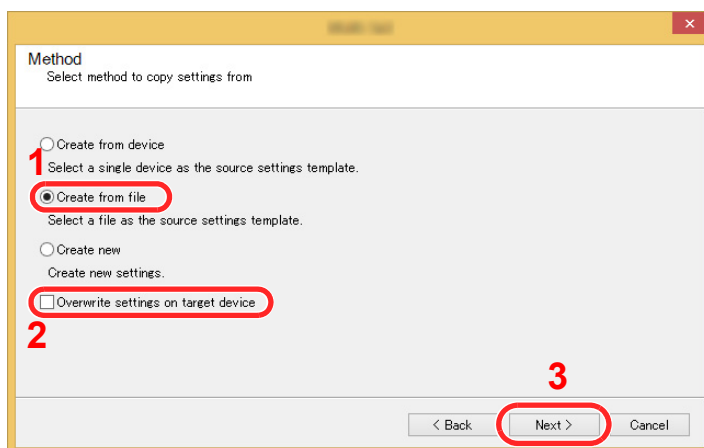 Method
Select method to copy settings from
Create from device
1
Select a single device as the source settings template.
Create from file
Select a file as the source settings template.
Create new
Create new settings.
Overwrite settings on target device
2
3
< Back Next > Cancel